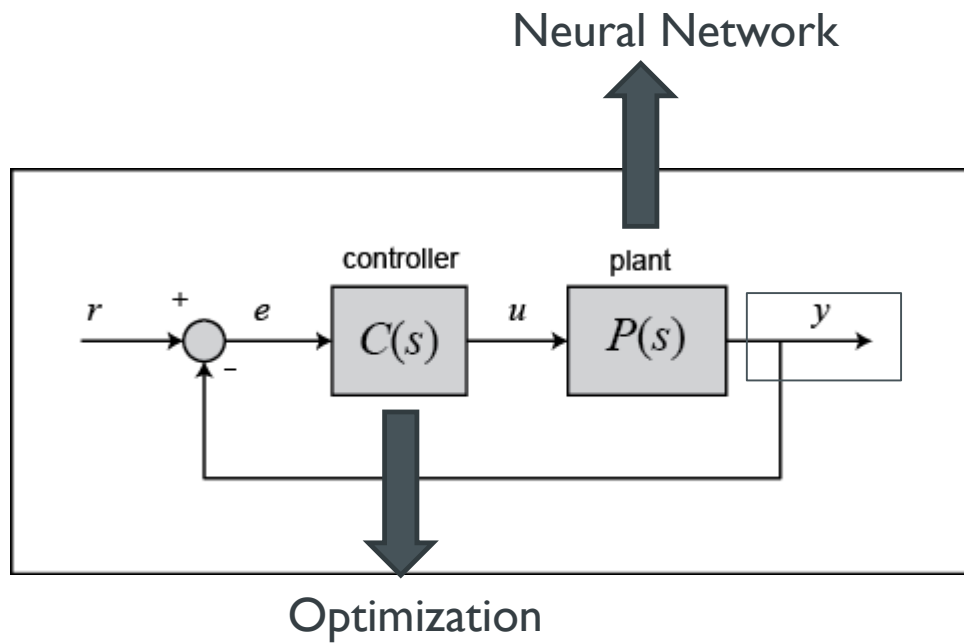 Neural Network
controller
plant
r
+
e
C(s)
u
P(s)
y
−
Optimization